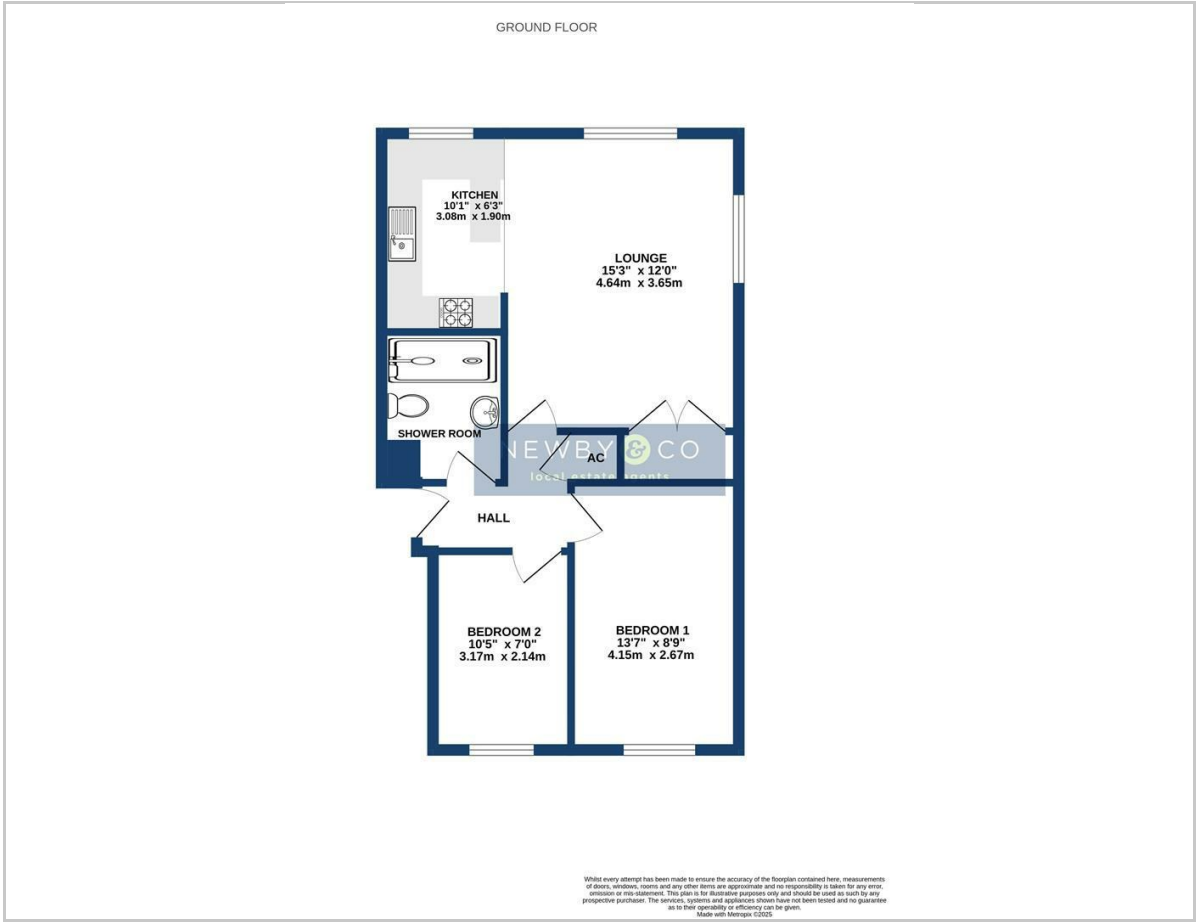 GROUND FLOOR
KITCHEN
10'1" x 6'3"
3.08m x 1.90m
LOUNGE
15'3" x 12'0"
4.64m x 3.65m
SHOWER ROOM
NEWBY & CO
local estate agents
AC
HALL
BEDROOM 2
10'5" x 7'0"
3.17m x 2.14m
BEDROOM 1
13'7" x 8'9"
4.15m x 2.67m
Whilst every attempt has been made to ensure the accuracy of the floorplan contained here, measurements
of doors, windows, rooms and any other items are approximate and no responsibility is taken for any error,
omission or mis-statement. This plan is for illustrative purposes only and should be used as such by any
prospective purchaser. The services, systems and appliances shown have not been tested and no guarantee
as to their operability or efficiency can be given.
Made with Metropix ©2025